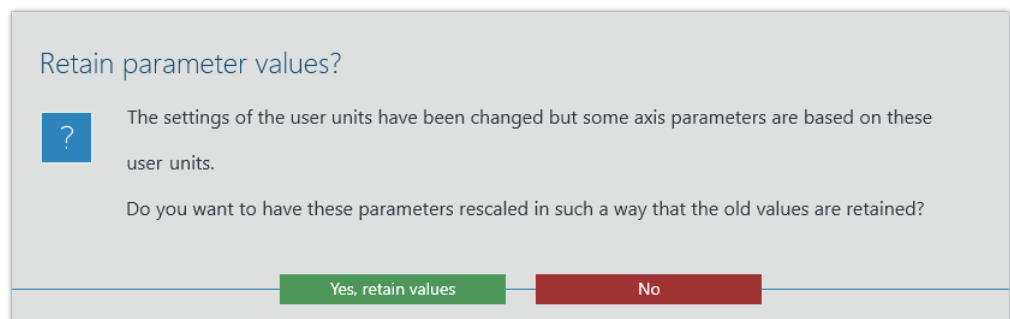 Retain parameter values?
?
The settings of the user units have been changed but some axis parameters are based on these
user units.
Do you want to have these parameters rescaled in such a way that the old values are retained?
Yes, retain values
No